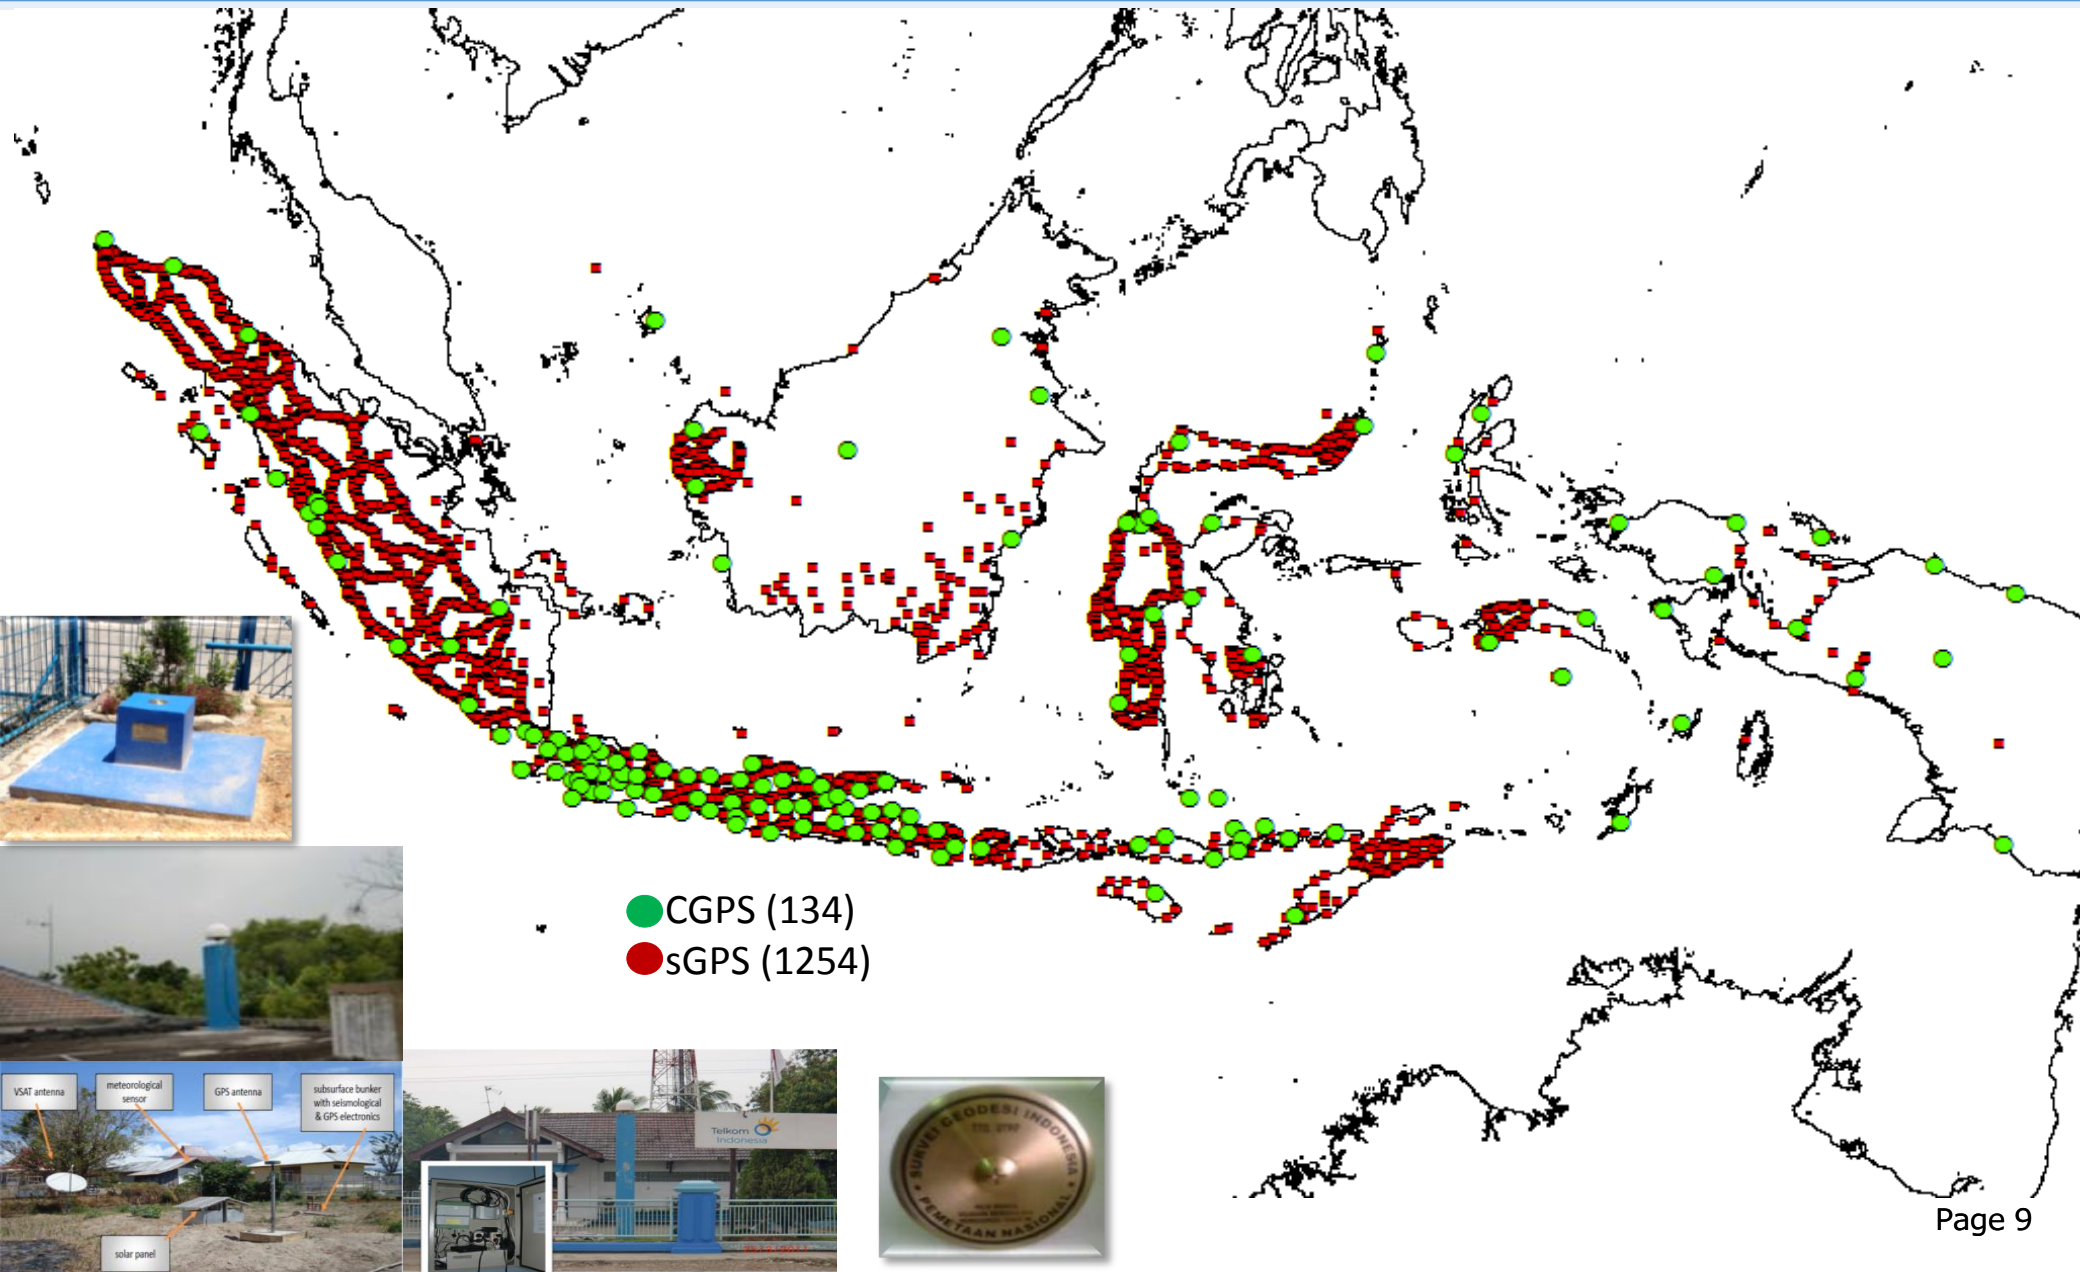 CGPS (134)
sGPS (1254)
VSAT antenna
meteorological
sensor
GPS antenna
subsurface bunker
with seismological
& GPS electronics
solar panel
Telkom
Indonesia
SURVEI GEODESI INDONESIA
PEMETAAN NASIONAL
Page 9